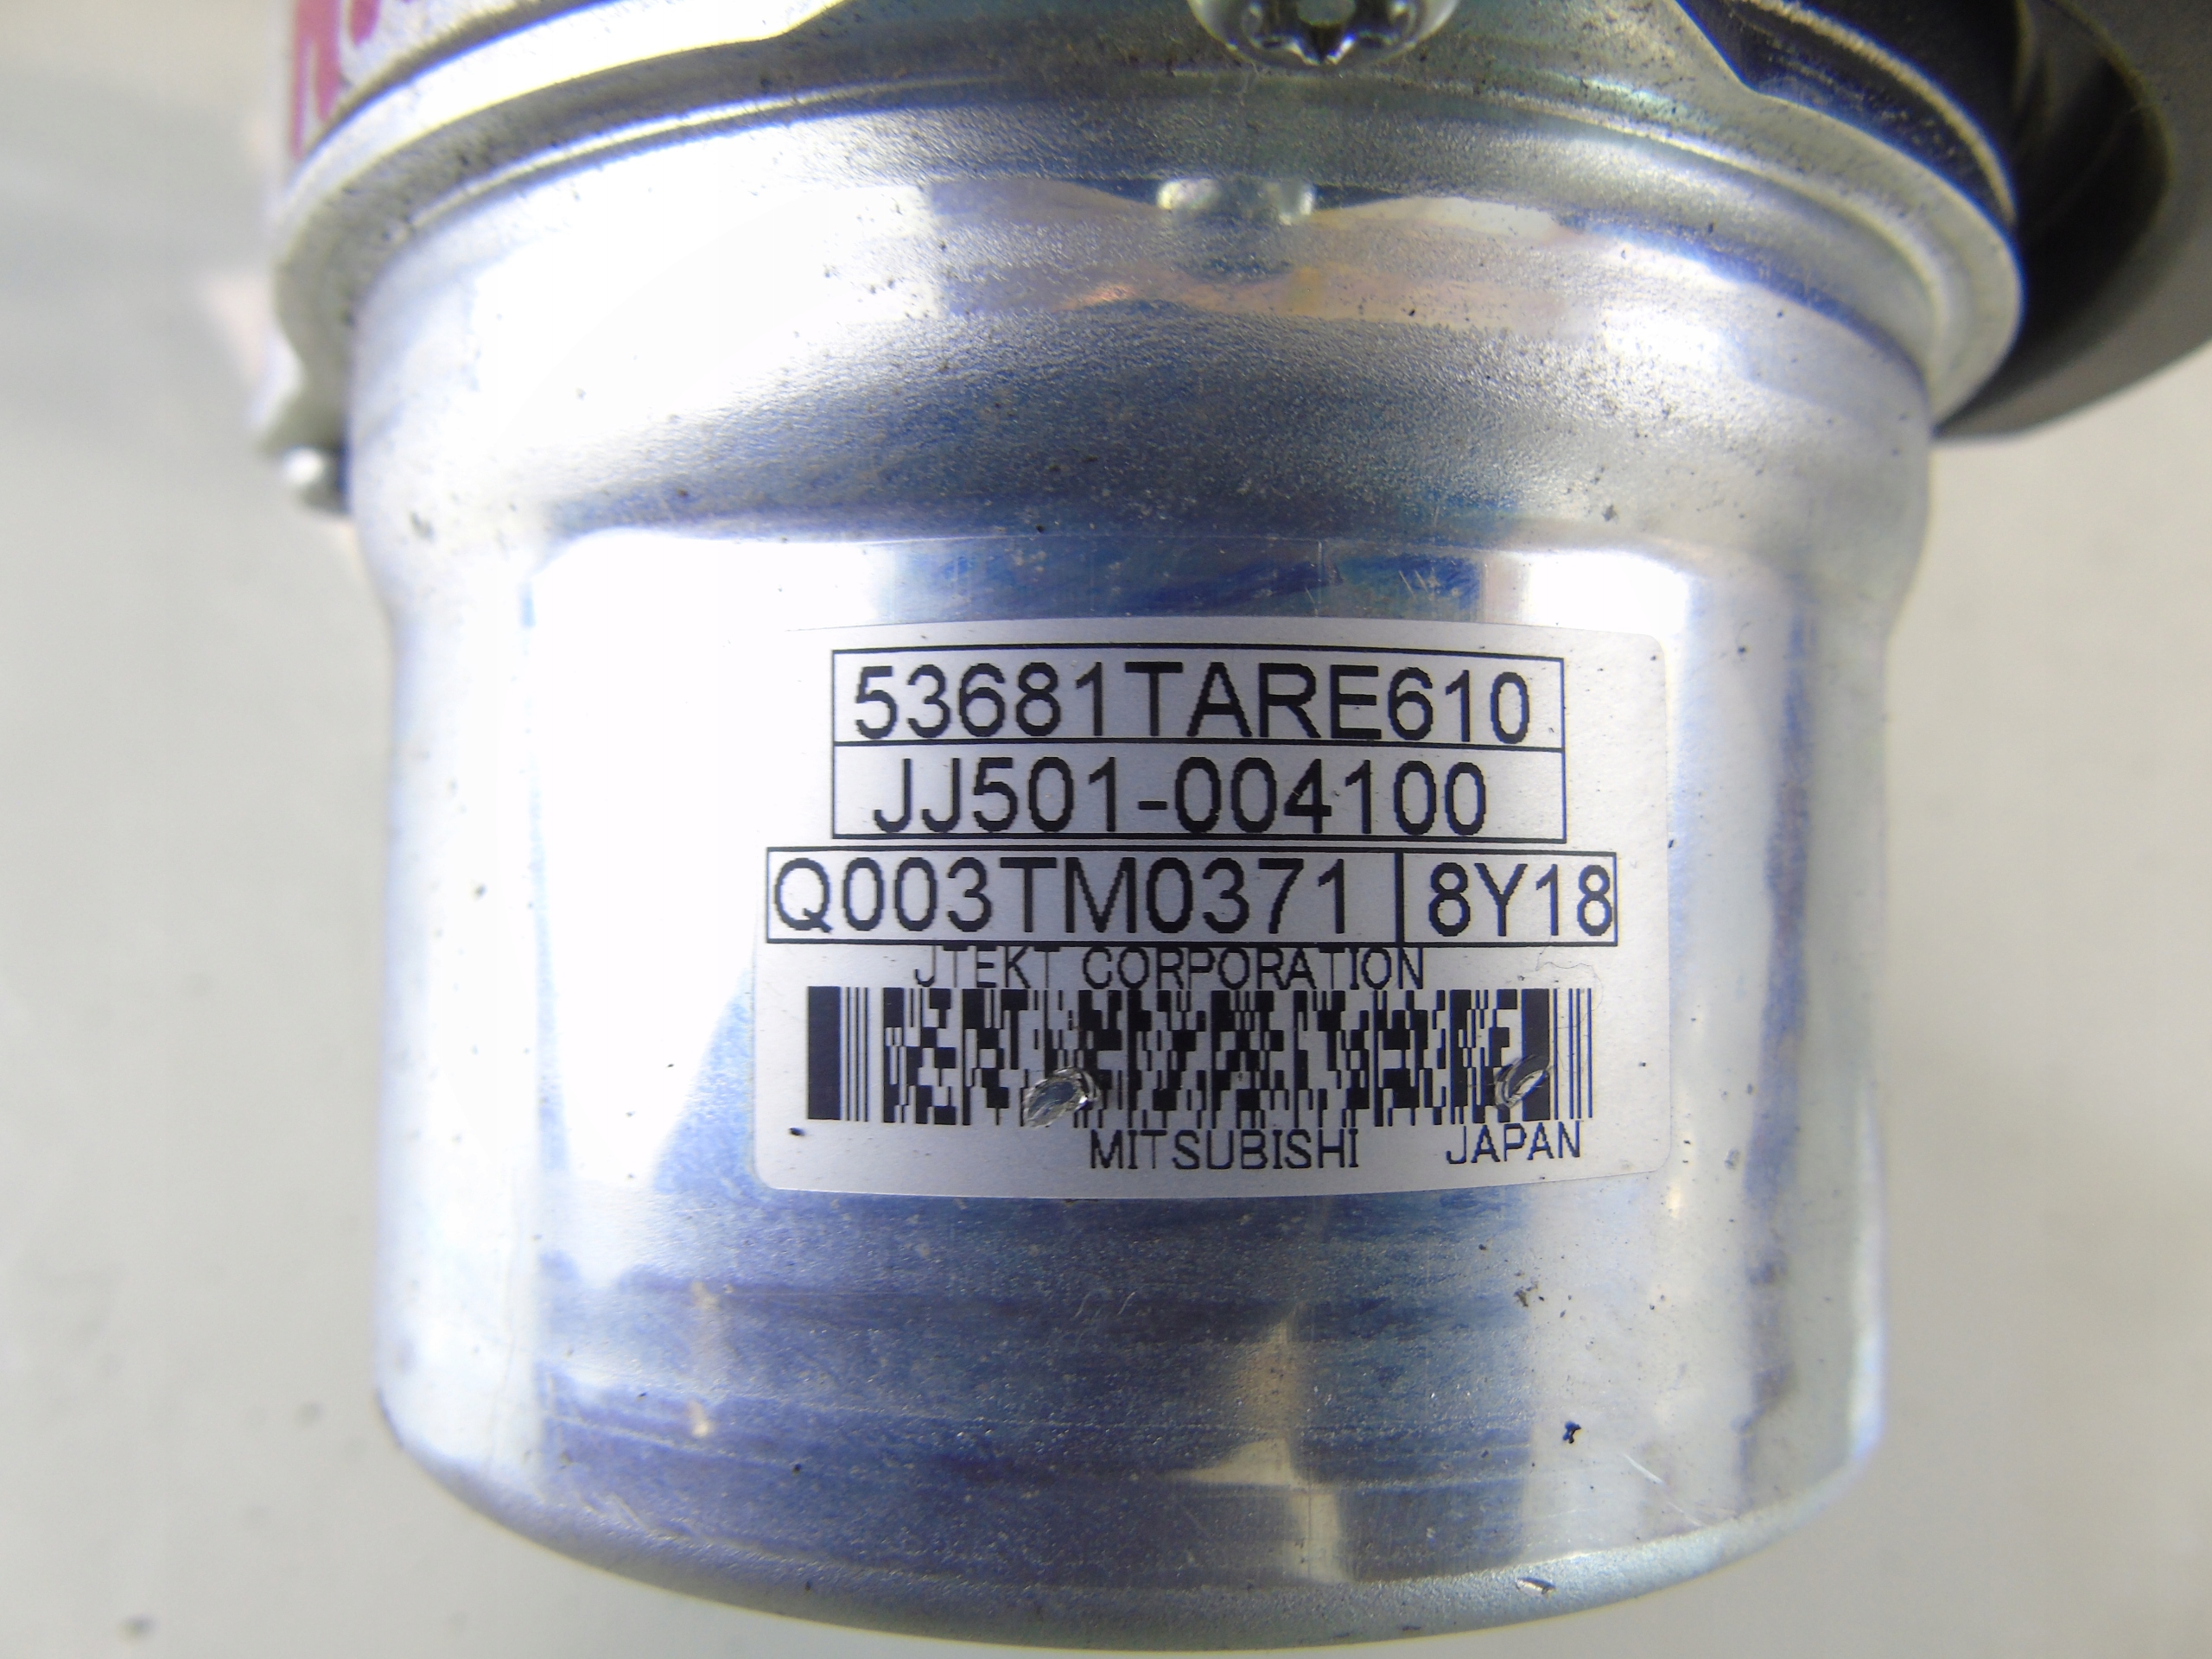 53681TARE610
JJ501-004100
Q003TM0371 8Y18
JTEKT CORPORATION
MITSUBISHI JAPAN